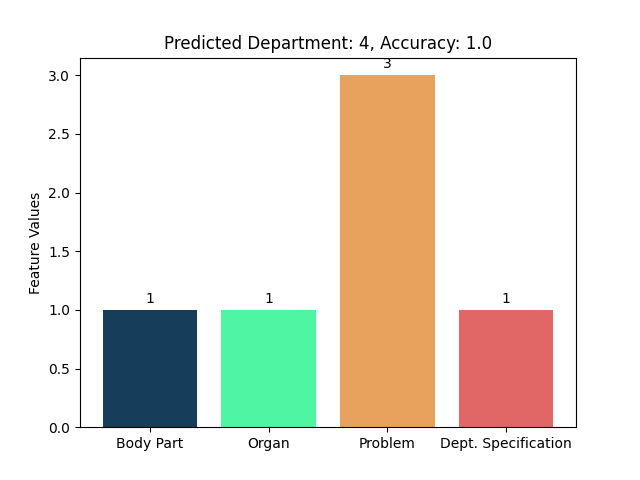 Predicted Department: 4, Accuracy: 1.0
3
3.0
2.5
2.0
1.5
1 1 1
1.0
0.5
0.0
Feature Values
Body Part Organ Problem Dept. Specification